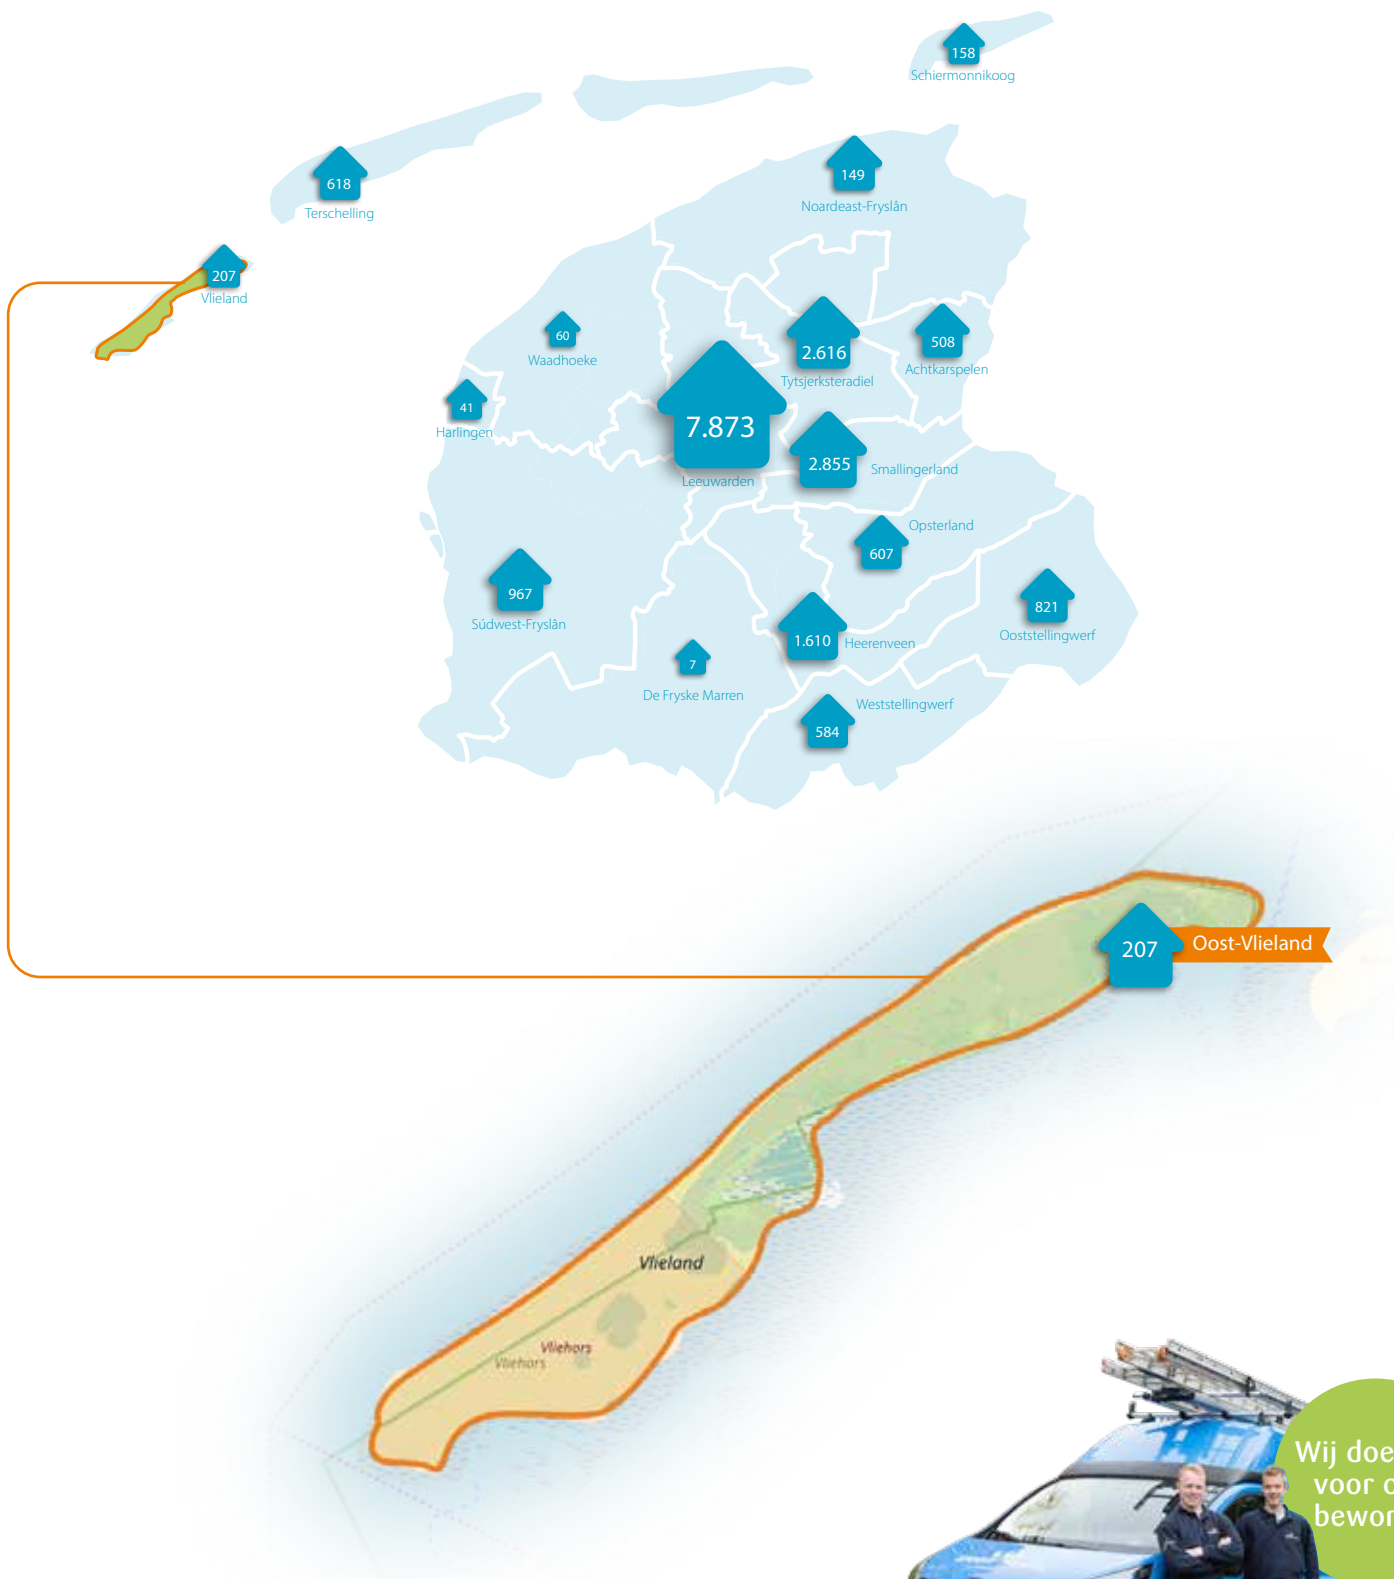 158
Schiermonnikoog
149
Noardeast-Fryslân
618
Terschelling
207
Vlieland
60
Waadhoeke
2.616
Tytsjerksteradiel
508
Achtkarspelen
41
Harlingen
7.873
Leeuwarden
2.855
Smallingerland
Opsterland
607
967
Súdwest-Fryslân
821
Ooststellingwerf
1.610
Heerenveen
7
De Fryske Marren
Weststellingwerf
584
207
Oost-Vlieland
Vlieland
Vliehors
Vliehors
Wij doe
voor o
bewor